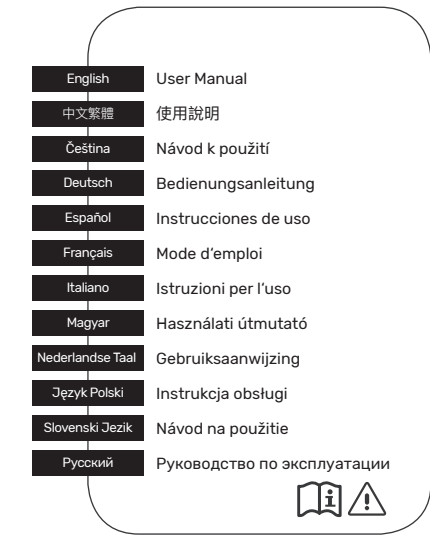 English User Manual
中文繁體 使用說明
Čeština Návod k použití
Deutsch Bedienungsanleitung
Español Instrucciones de uso
Français Mode d’emploi
Italiano Istruzioni per l’uso
Magyar Használati útmutató
Nederlandse Taal Gebruiksaanwijzing
Język Polski Instrukcja obsługi
Slovenski Jezik Návod na použitie
Русский Руководство по эксплуатации